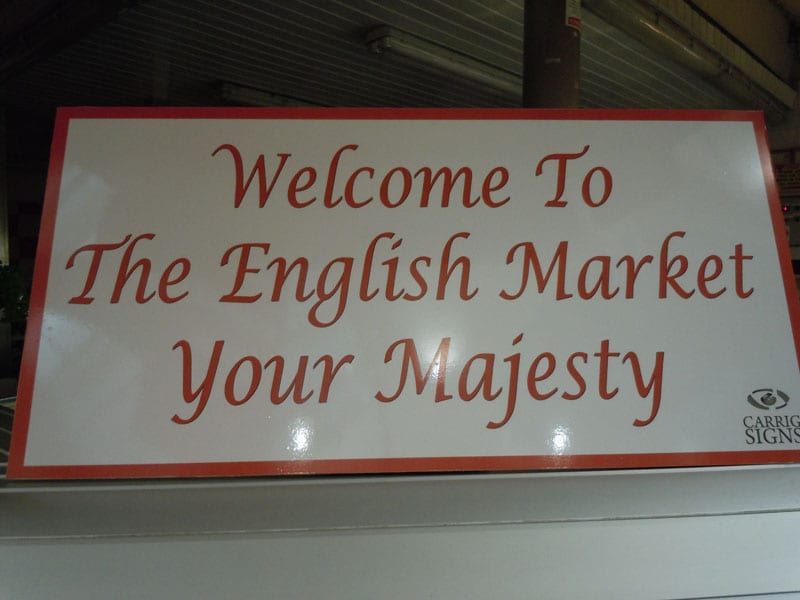 Welcome To
The English Market
Your Majesty
CARRIG
SIGNS